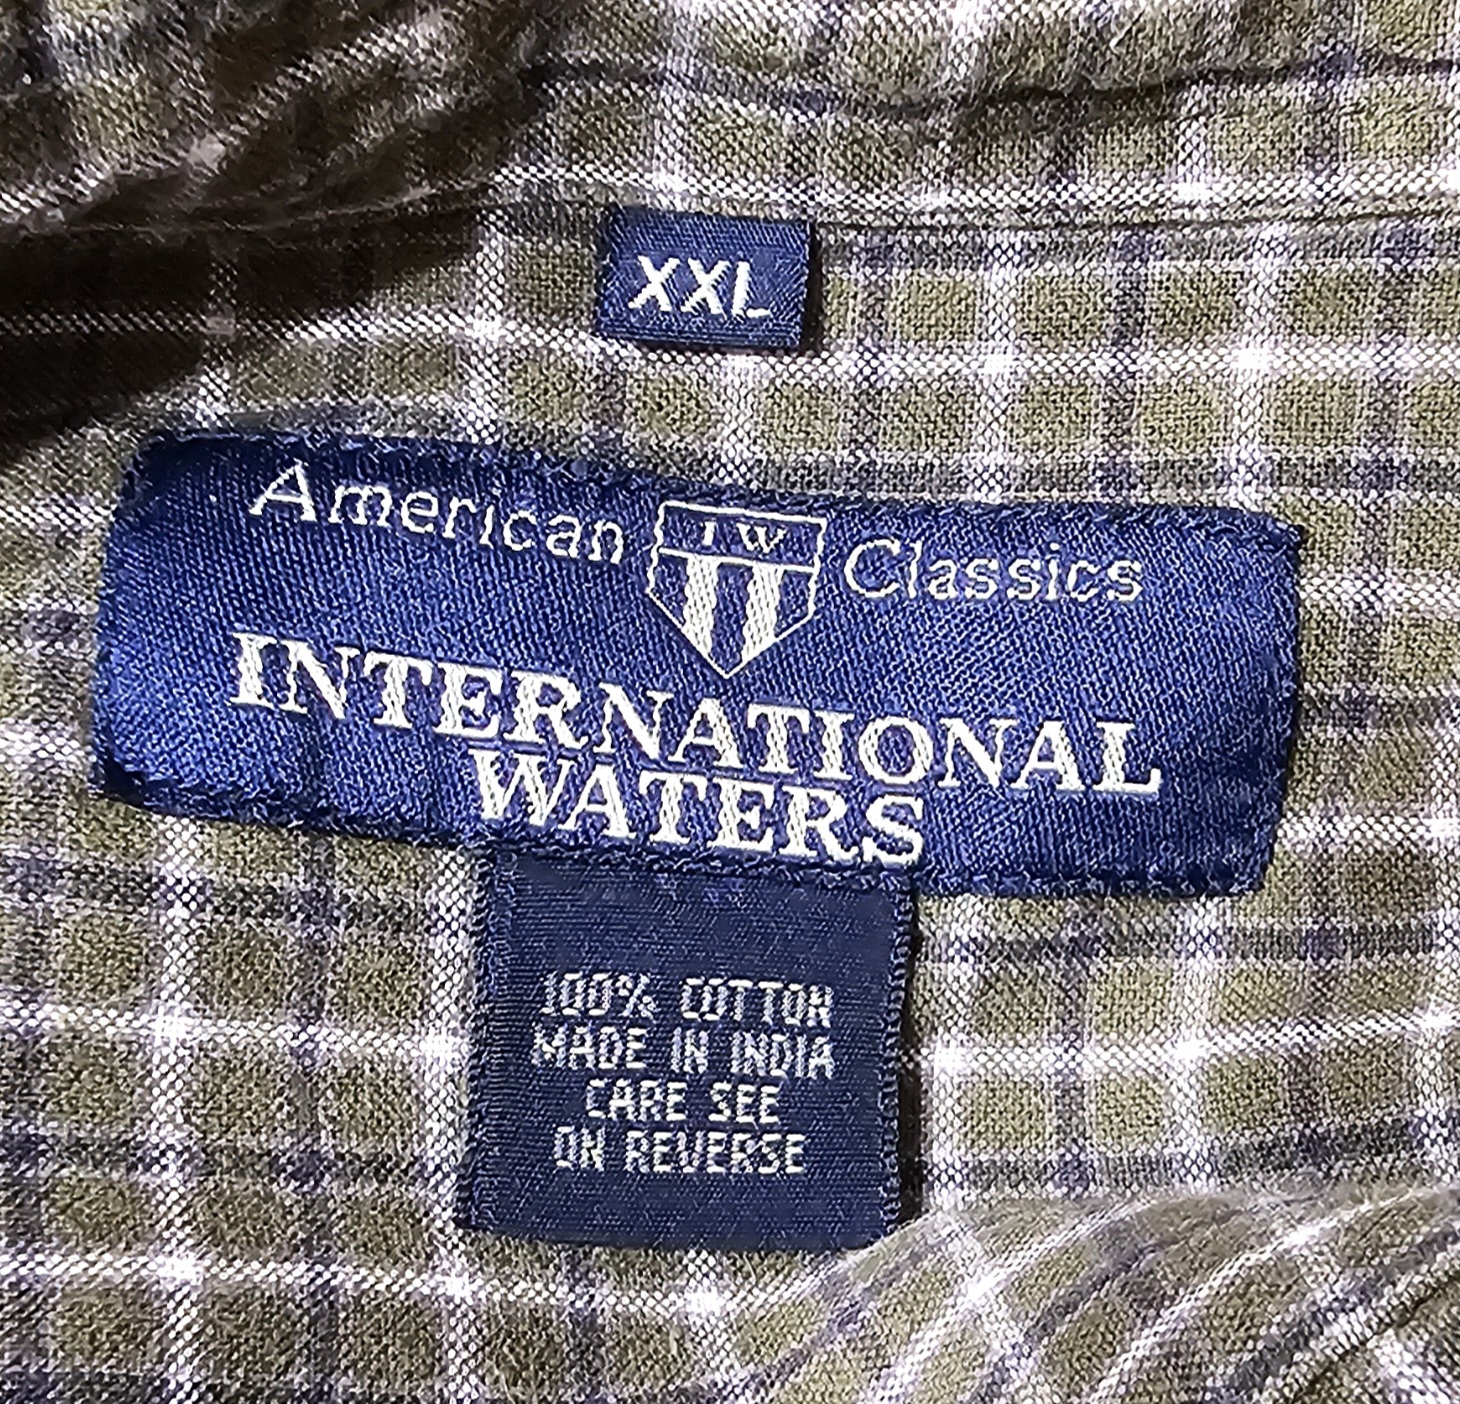 XXL
American IW Classics
INTERNATIONAL
WATERS
100% COTTON
MADE IN INDIA
CARE SEE
ON REVERSE